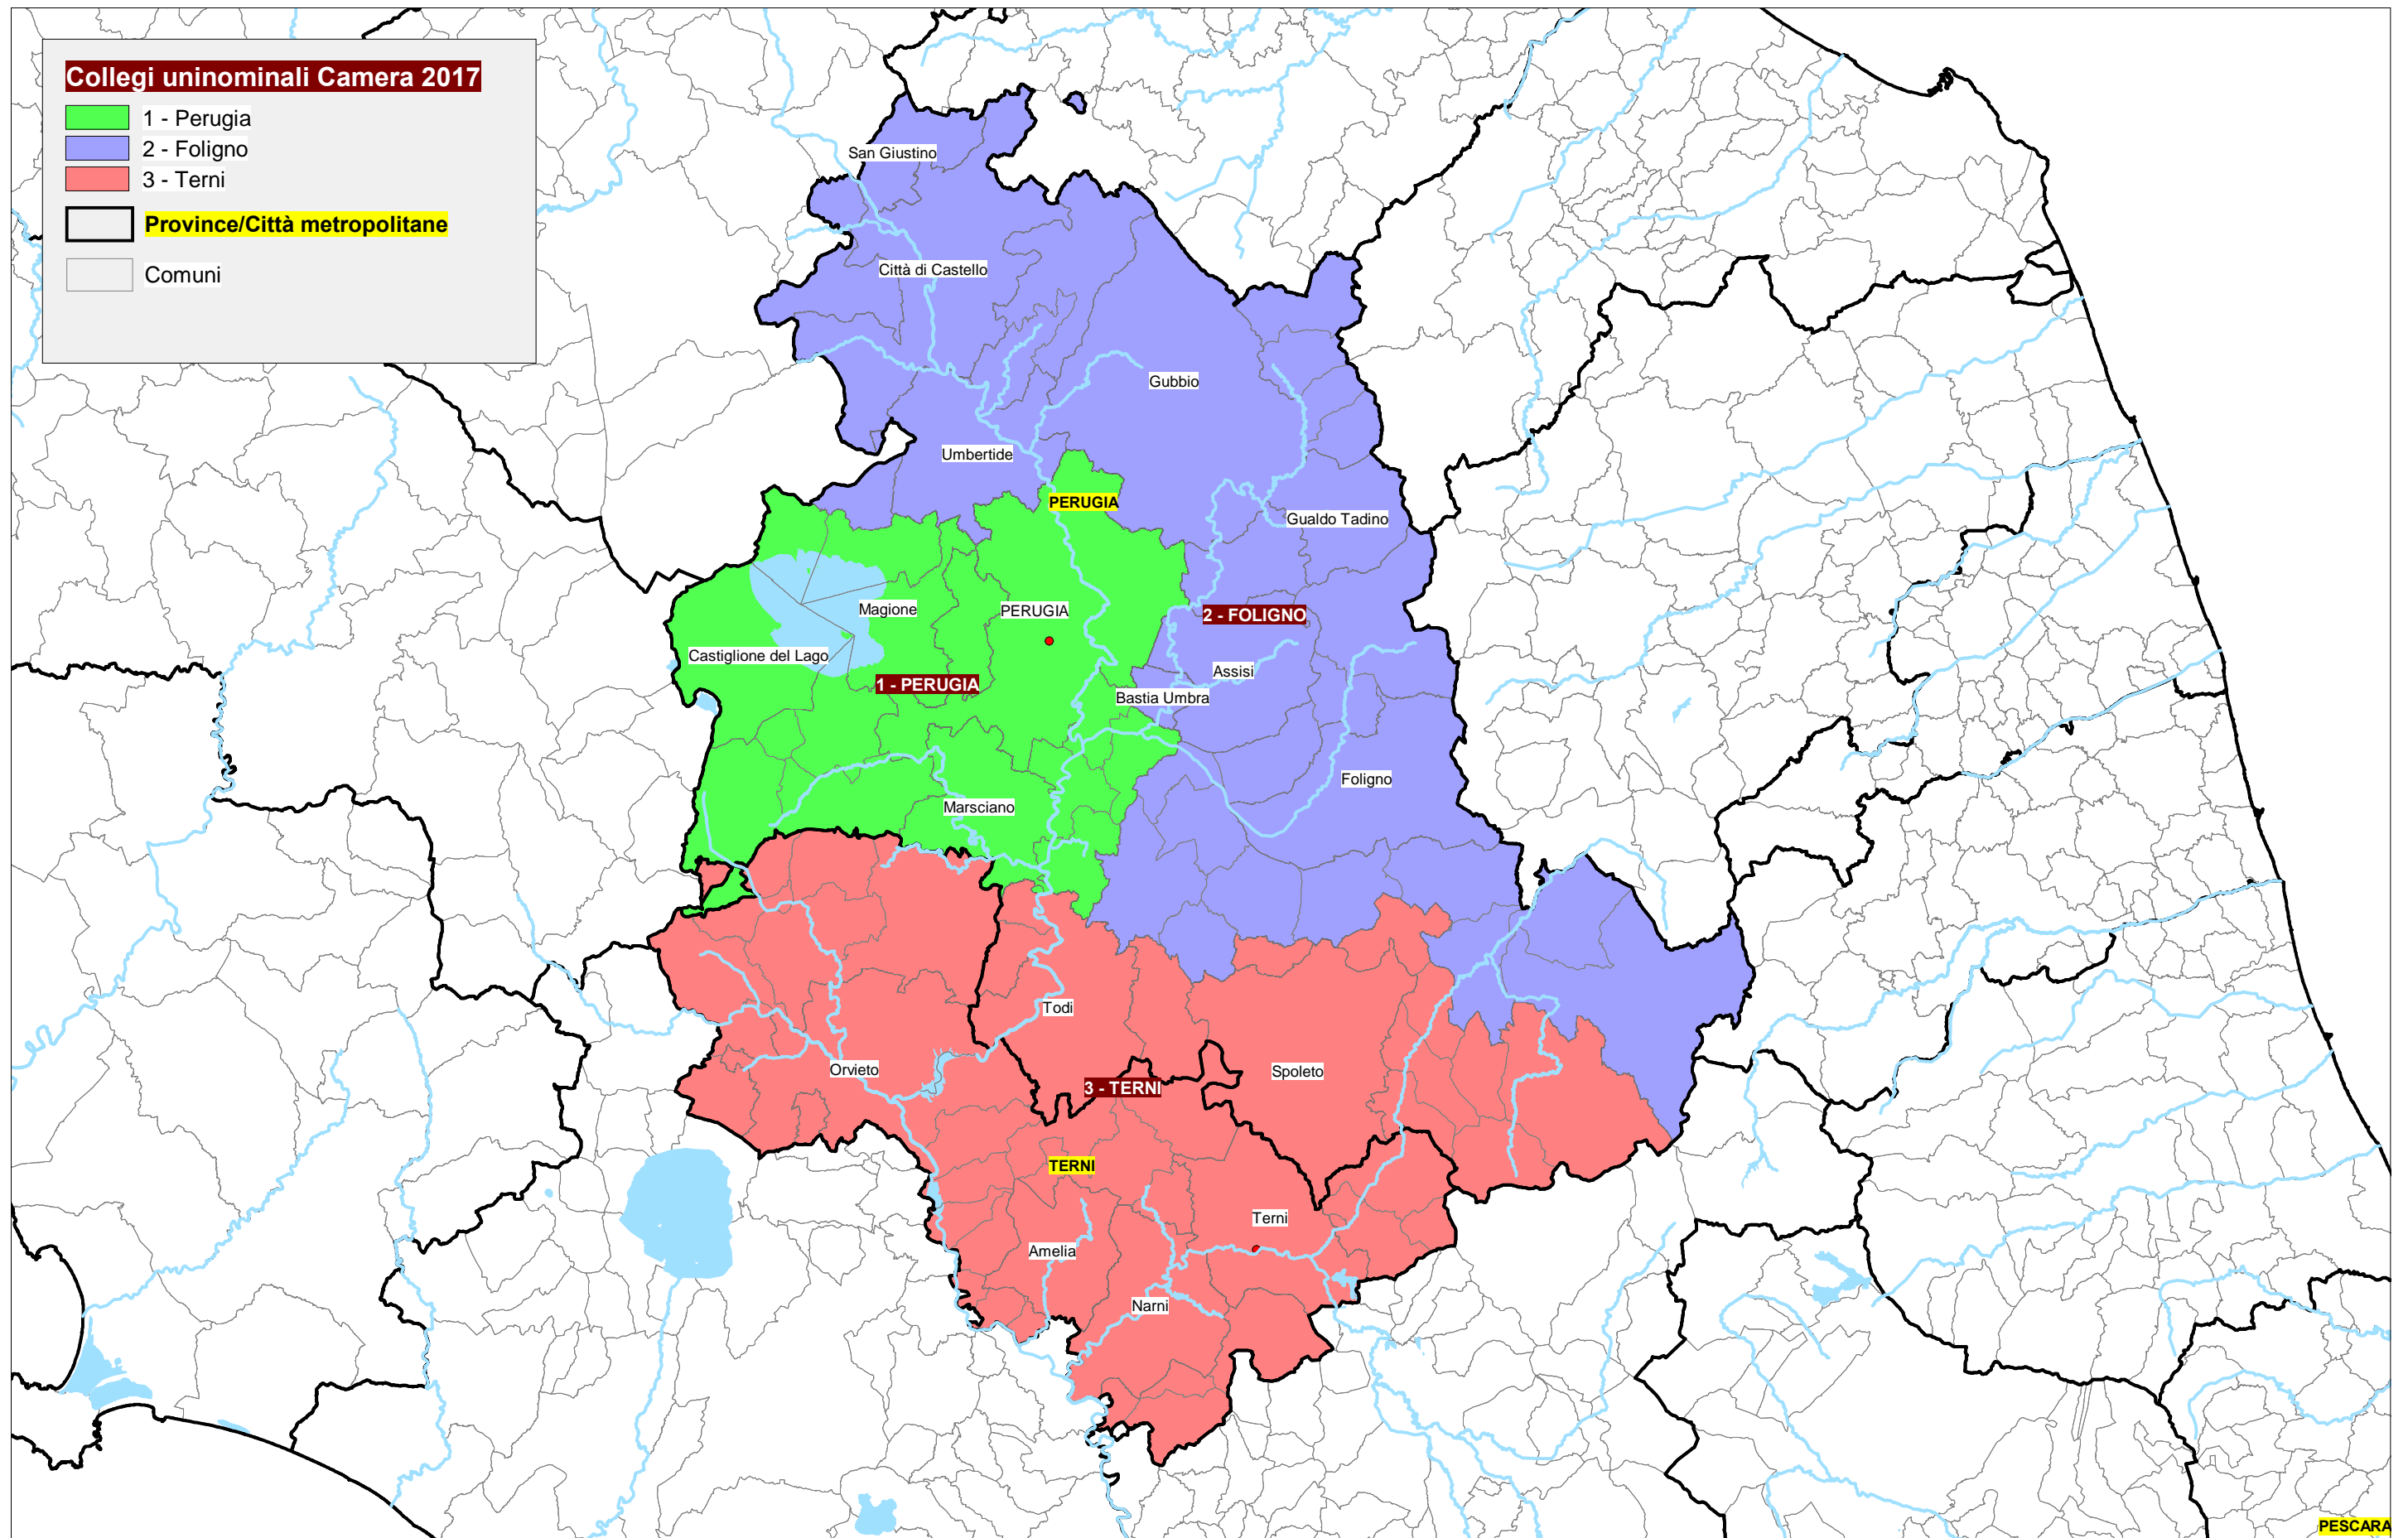 Collegi uninominali Camera 2017
1 - Perugia
2 - Foligno
3 - Terni
Province/Città metropolitane
Comuni
San Giustino
Città di Castello
Gubbio
Umbertide
PERUGIA
Gualdo Tadino
Magione
PERUGIA
2 - FOLIGNO
Castiglione del Lago
Assisi
1 - PERUGIA
Bastia Umbra
Foligno
Marsciano
Todi
Orvieto
Spoleto
3 - TERNI
TERNI
Terni
Amelia
Narni
PESCARA